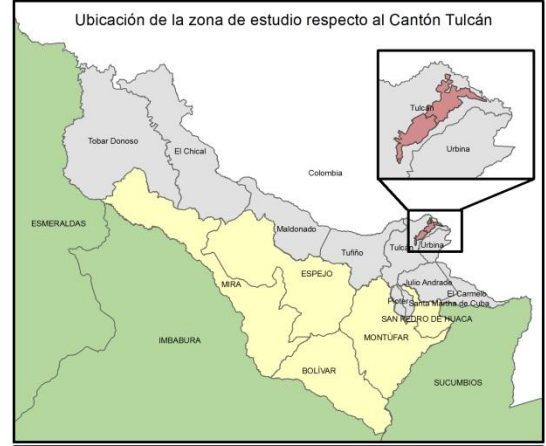 Ubicación de la zona de estudio respecto al Cantón Tulcán
Tulcán
Urbina
Tobar Donoso
El Chical
Colombia
ESMERALDAS
Maldonado
Tufiño
Tulcán
Urbina
MIRA
ESPEJO
Julio Andrade
El Carmelo
Pioter
Santa Martha de Cuba
SAN PEDRO DE HUACA
MONTÚFAR
IMBABURA
BOLÍVAR
SUCUMBIOS